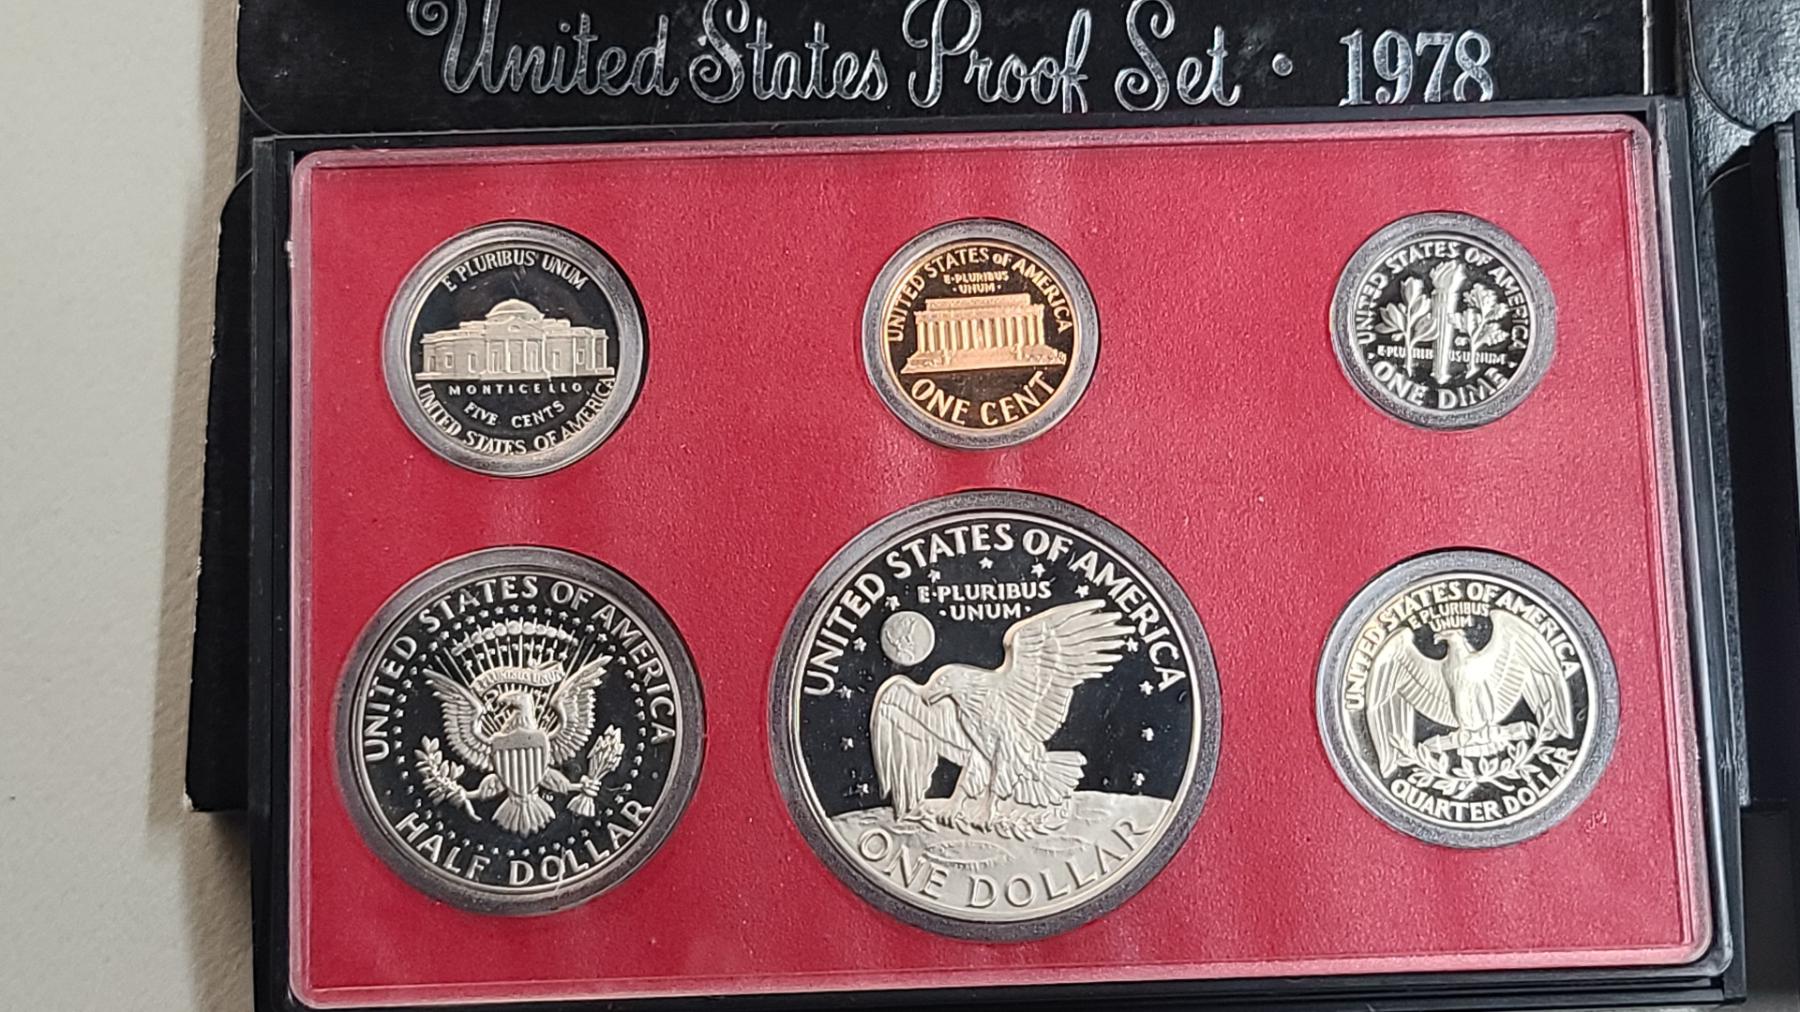 United States Proof Set • 1978
E PLURIBUS UNUM
MONTICELLO
FIVE CENTS
UNITED STATES OF AMERICA
UNITED STATES OF AMERICA
E·PLURIBUS
·UNUM·
ONE CENT
UNITED STATES OF AMERICA
E·PLURIBUS UNUM
ONE DIME
UNITED STATES OF AMERICA
E PLURIBUS UNUM
HALF DOLLAR
UNITED STATES OF AMERICA
E·PLURIBUS
·UNUM·
ONE DOLLAR
UNITED STATES OF AMERICA
E PLURIBUS
UNUM
QUARTER DOLLAR